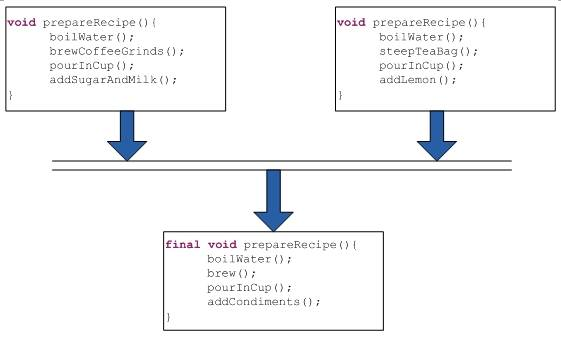 void prepareRecipe(){
boilWater();
brewCoffeeGrinds();
pourInCup();
addSugarAndMilk();
}
void prepareRecipe(){
boilWater();
steepTeaBag();
pourInCup();
addLemon();
}
final void prepareRecipe(){
boilWater();
brew();
pourInCup();
addCondiments();
}